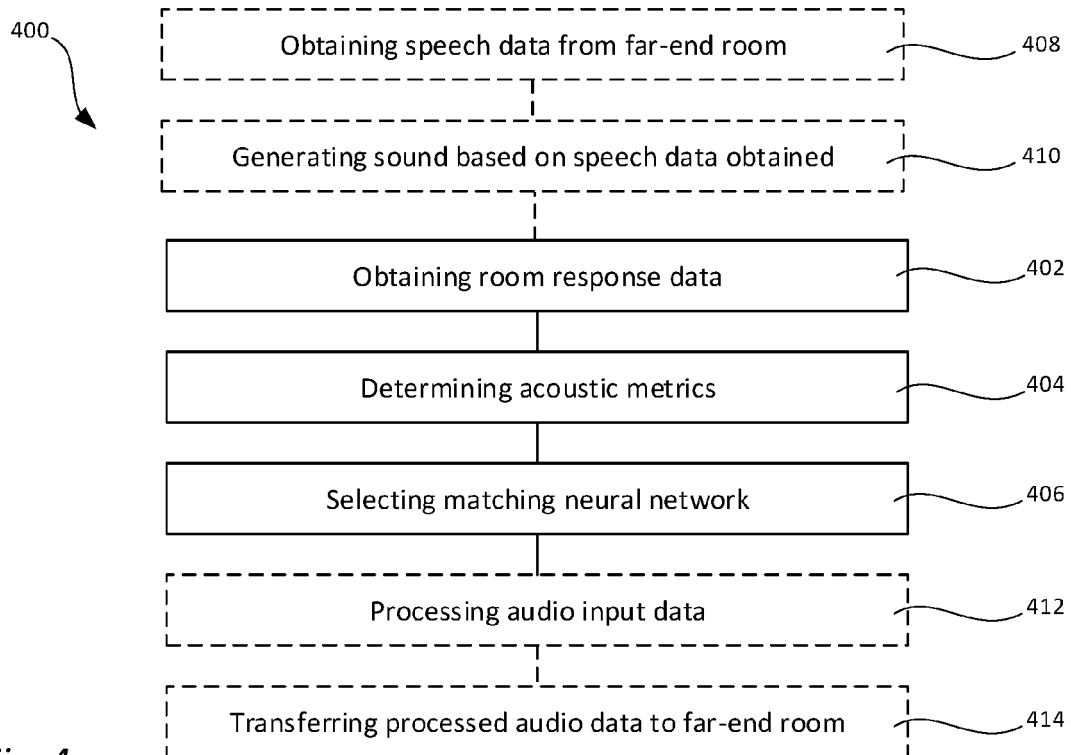 400
Obtaining speech data from far-end room
408
Generating sound based on speech data obtained
410
Obtaining room response data
402
Determining acoustic metrics
404
Selecting matching neural network
406
Processing audio input data
412
Transferring processed audio data to far-end room
414